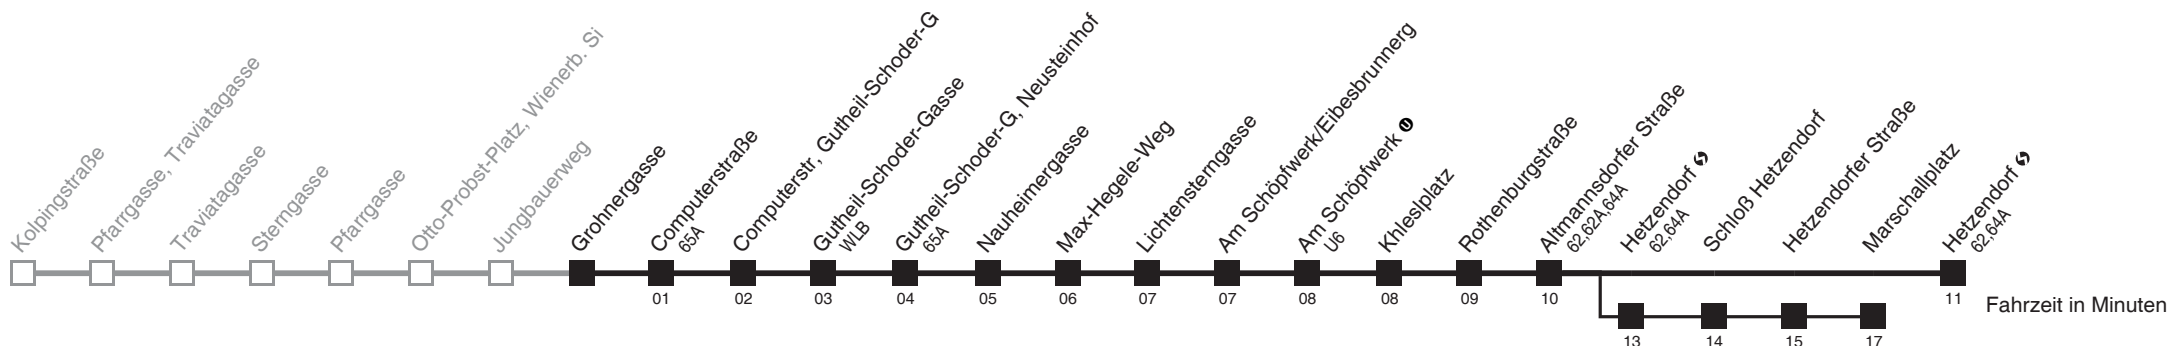 Kolpingstraße
Pfarrgasse, Traviatagasse
Traviatagasse
Sterngasse
Pfarrgasse
Otto-Probst-Platz, Wienerb. Si
Jungbauerweg
Grohnergasse
Computerstraße
65A
Computerstr, Gutheil-Schoder-G
Gutheil-Schoder-Gasse
WLB
Gutheil-Schoder-G, Neusteinhof
65A
Nauheimergasse
Max-Hegele-Weg
Lichtensterngasse
Am Schöpfwerk/Eibesbrunnerg
Am Schöpfwerk U
U6
Khleslplatz
Rothenburgstraße
Altmannsdorfer Straße
62,62A,64A
Hetzendorf S
62,64A
Schloß Hetzendorf
Hetzendorfer Straße
Marschallplatz
Hetzendorf S
62,64A
01 02 03 04 05 06 07 07 08 08 09 10 11
Fahrzeit in Minuten
13 14 15 17